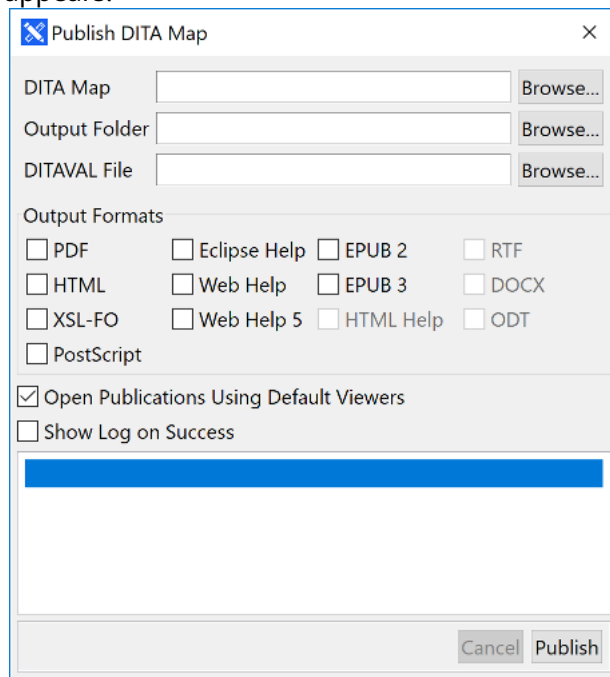 appears.
Publish DITA Map
DITA Map Browse...
Output Folder Browse...
DITAVAL File Browse...
Output Formats
PDF Eclipse Help EPUB 2 RTF
HTML Web Help EPUB 3 DOCX
XSL-FO Web Help 5 HTML Help ODT
PostScript
Open Publications Using Default Viewers
Show Log on Success
Cancel Publish